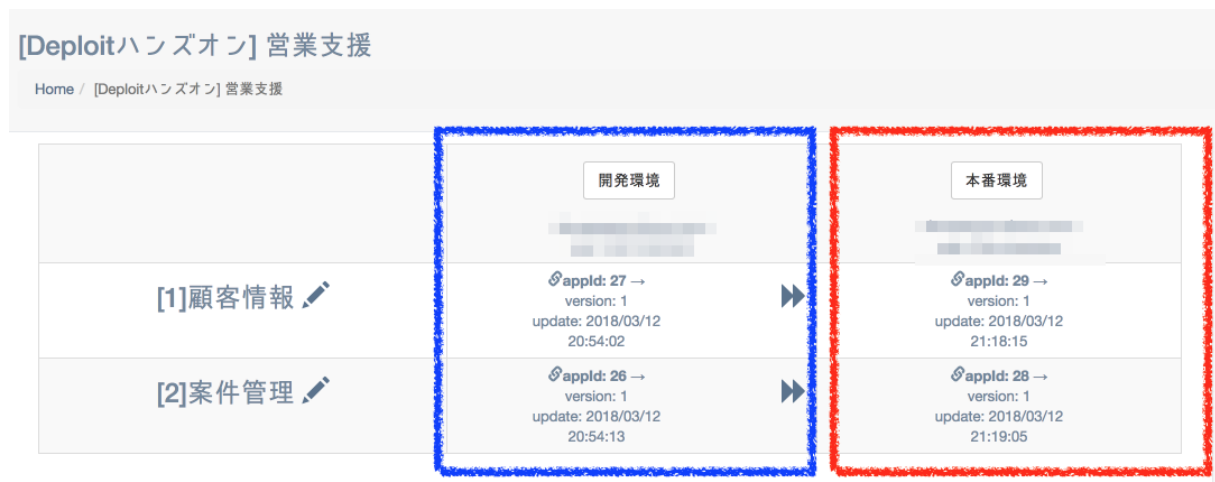 [Deploitハンズオン] 営業支援
Home / [Deploitハンズオン] 営業支援
開発環境 本番環境
[1]顧客情報
appId: 27 → appId: 29 →
version: 1 version: 1
update: 2018/03/12 update: 2018/03/12
20:54:02 21:18:15
[2]案件管理
appId: 26 → appId: 28 →
version: 1 version: 1
update: 2018/03/12 update: 2018/03/12
20:54:13 21:19:05